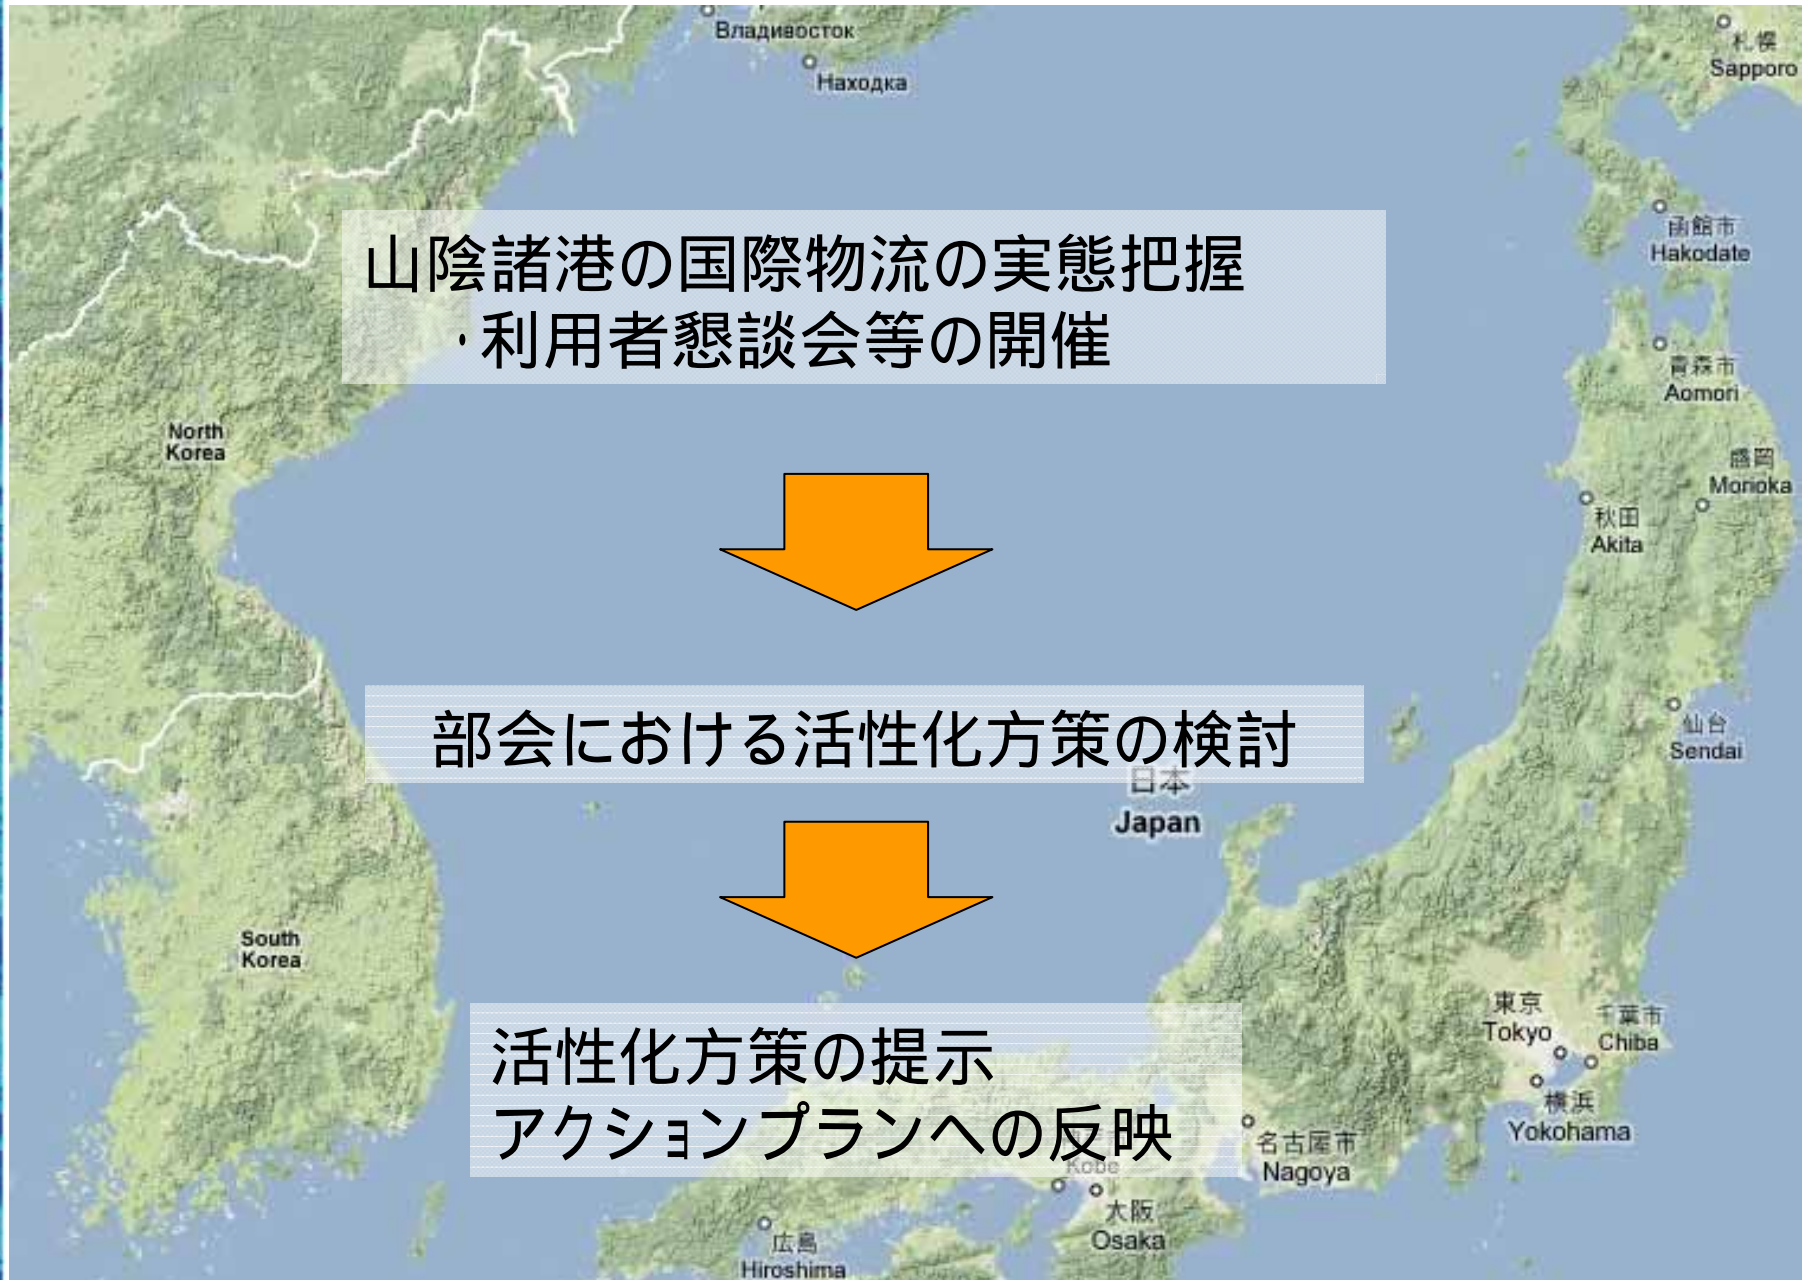 Владивосток
Находка
札幌
Sapporo
山陰諸港の国際物流の実態把握
・利用者懇談会等の開催
函館市
Hakodate
青森市
Aomori
North
Korea
盛岡
Morioka
秋田
Akita
部会における活性化方策の検討
仙台
Sendai
日本
Japan
South
Korea
活性化方策の提示
アクションプランへの反映
東京
Tokyo
千葉市
Chiba
横浜
Yokohama
名古屋市
Nagoya
Kobe
大阪
Osaka
広島
Hiroshima